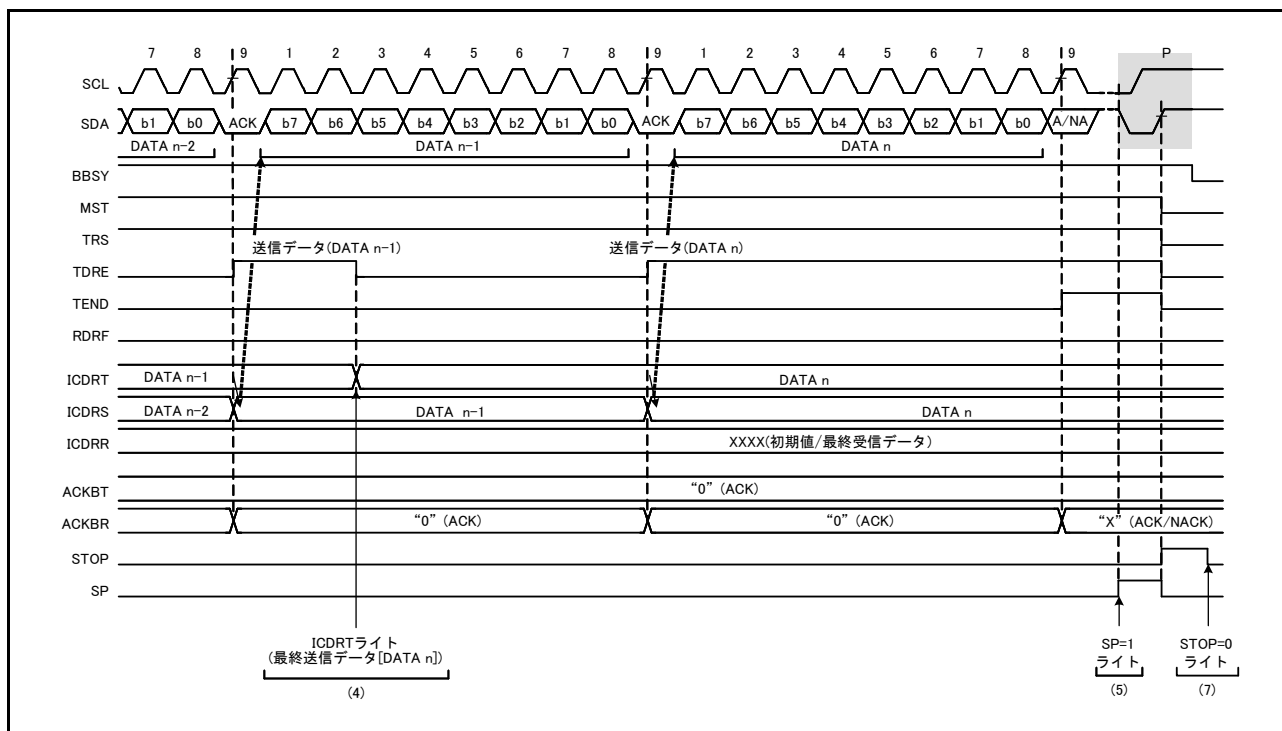 7 8 9 1 2 3 4 5 6 7 8 9 1 2 3 4 5 6 7 8 9 P
SCL
SDA b1 b0 ACK b7 b6 b5 b4 b3 b2 b1 b0 ACK b7 b6 b5 b4 b3 b2 b1 b0 A/NA
DATA n-2 DATA n-1 DATA n
BBSY
MST
TRS
送信データ(DATA n-1) 送信データ(DATA n)
TDRE
TEND
RDRF
ICDRT DATA n-1 DATA n
ICDRS DATA n-2 DATA n-1 DATA n
ICDRR XXXX(初期値/最終受信データ)
ACKBT “0” (ACK)
ACKBR “0” (ACK) “0” (ACK) “X” (ACK/NACK)
STOP
SP
ICDRTライト SP=1 STOP=0
(最終送信データ[DATA n]) ライト ライト
(4) (5) (7)